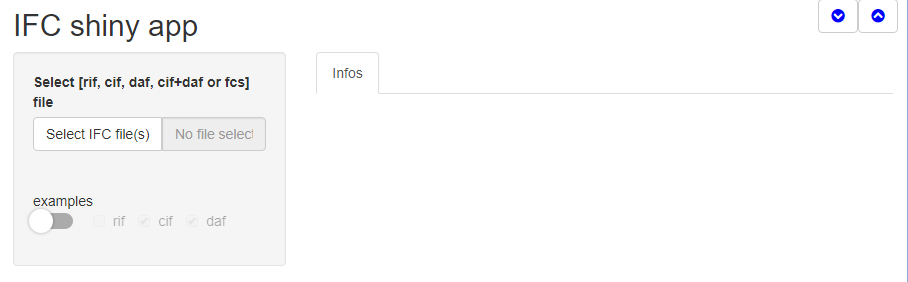 IFC shiny app
Select [rif, cif, daf, cif+daf or fcs]
file
Select IFC file(s) No file select
Infos
examples
rif cif daf